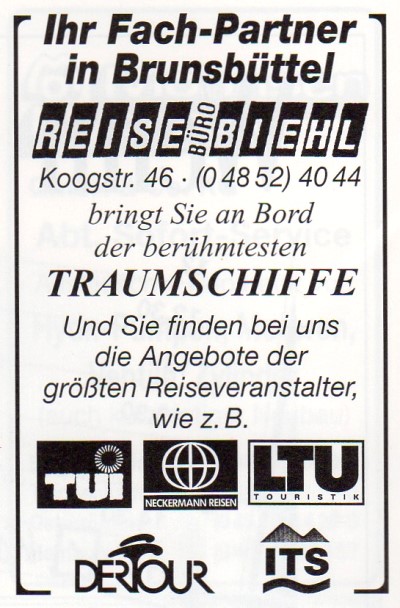 Ihr Fach-Partner
in Brunsbüttel
REISE BÜRO BIEHL
Koogstr. 46 · (0 48 52) 40 44
bringt Sie an Bord
der berühmtesten
TRAUMSCHIFFE
Und Sie finden bei uns
die Angebote der
größten Reiseveranstalter,
wie z. B.
TUI
NECKERMANN REISEN
LTU
TOURISTIK
DERTOUR
ITS